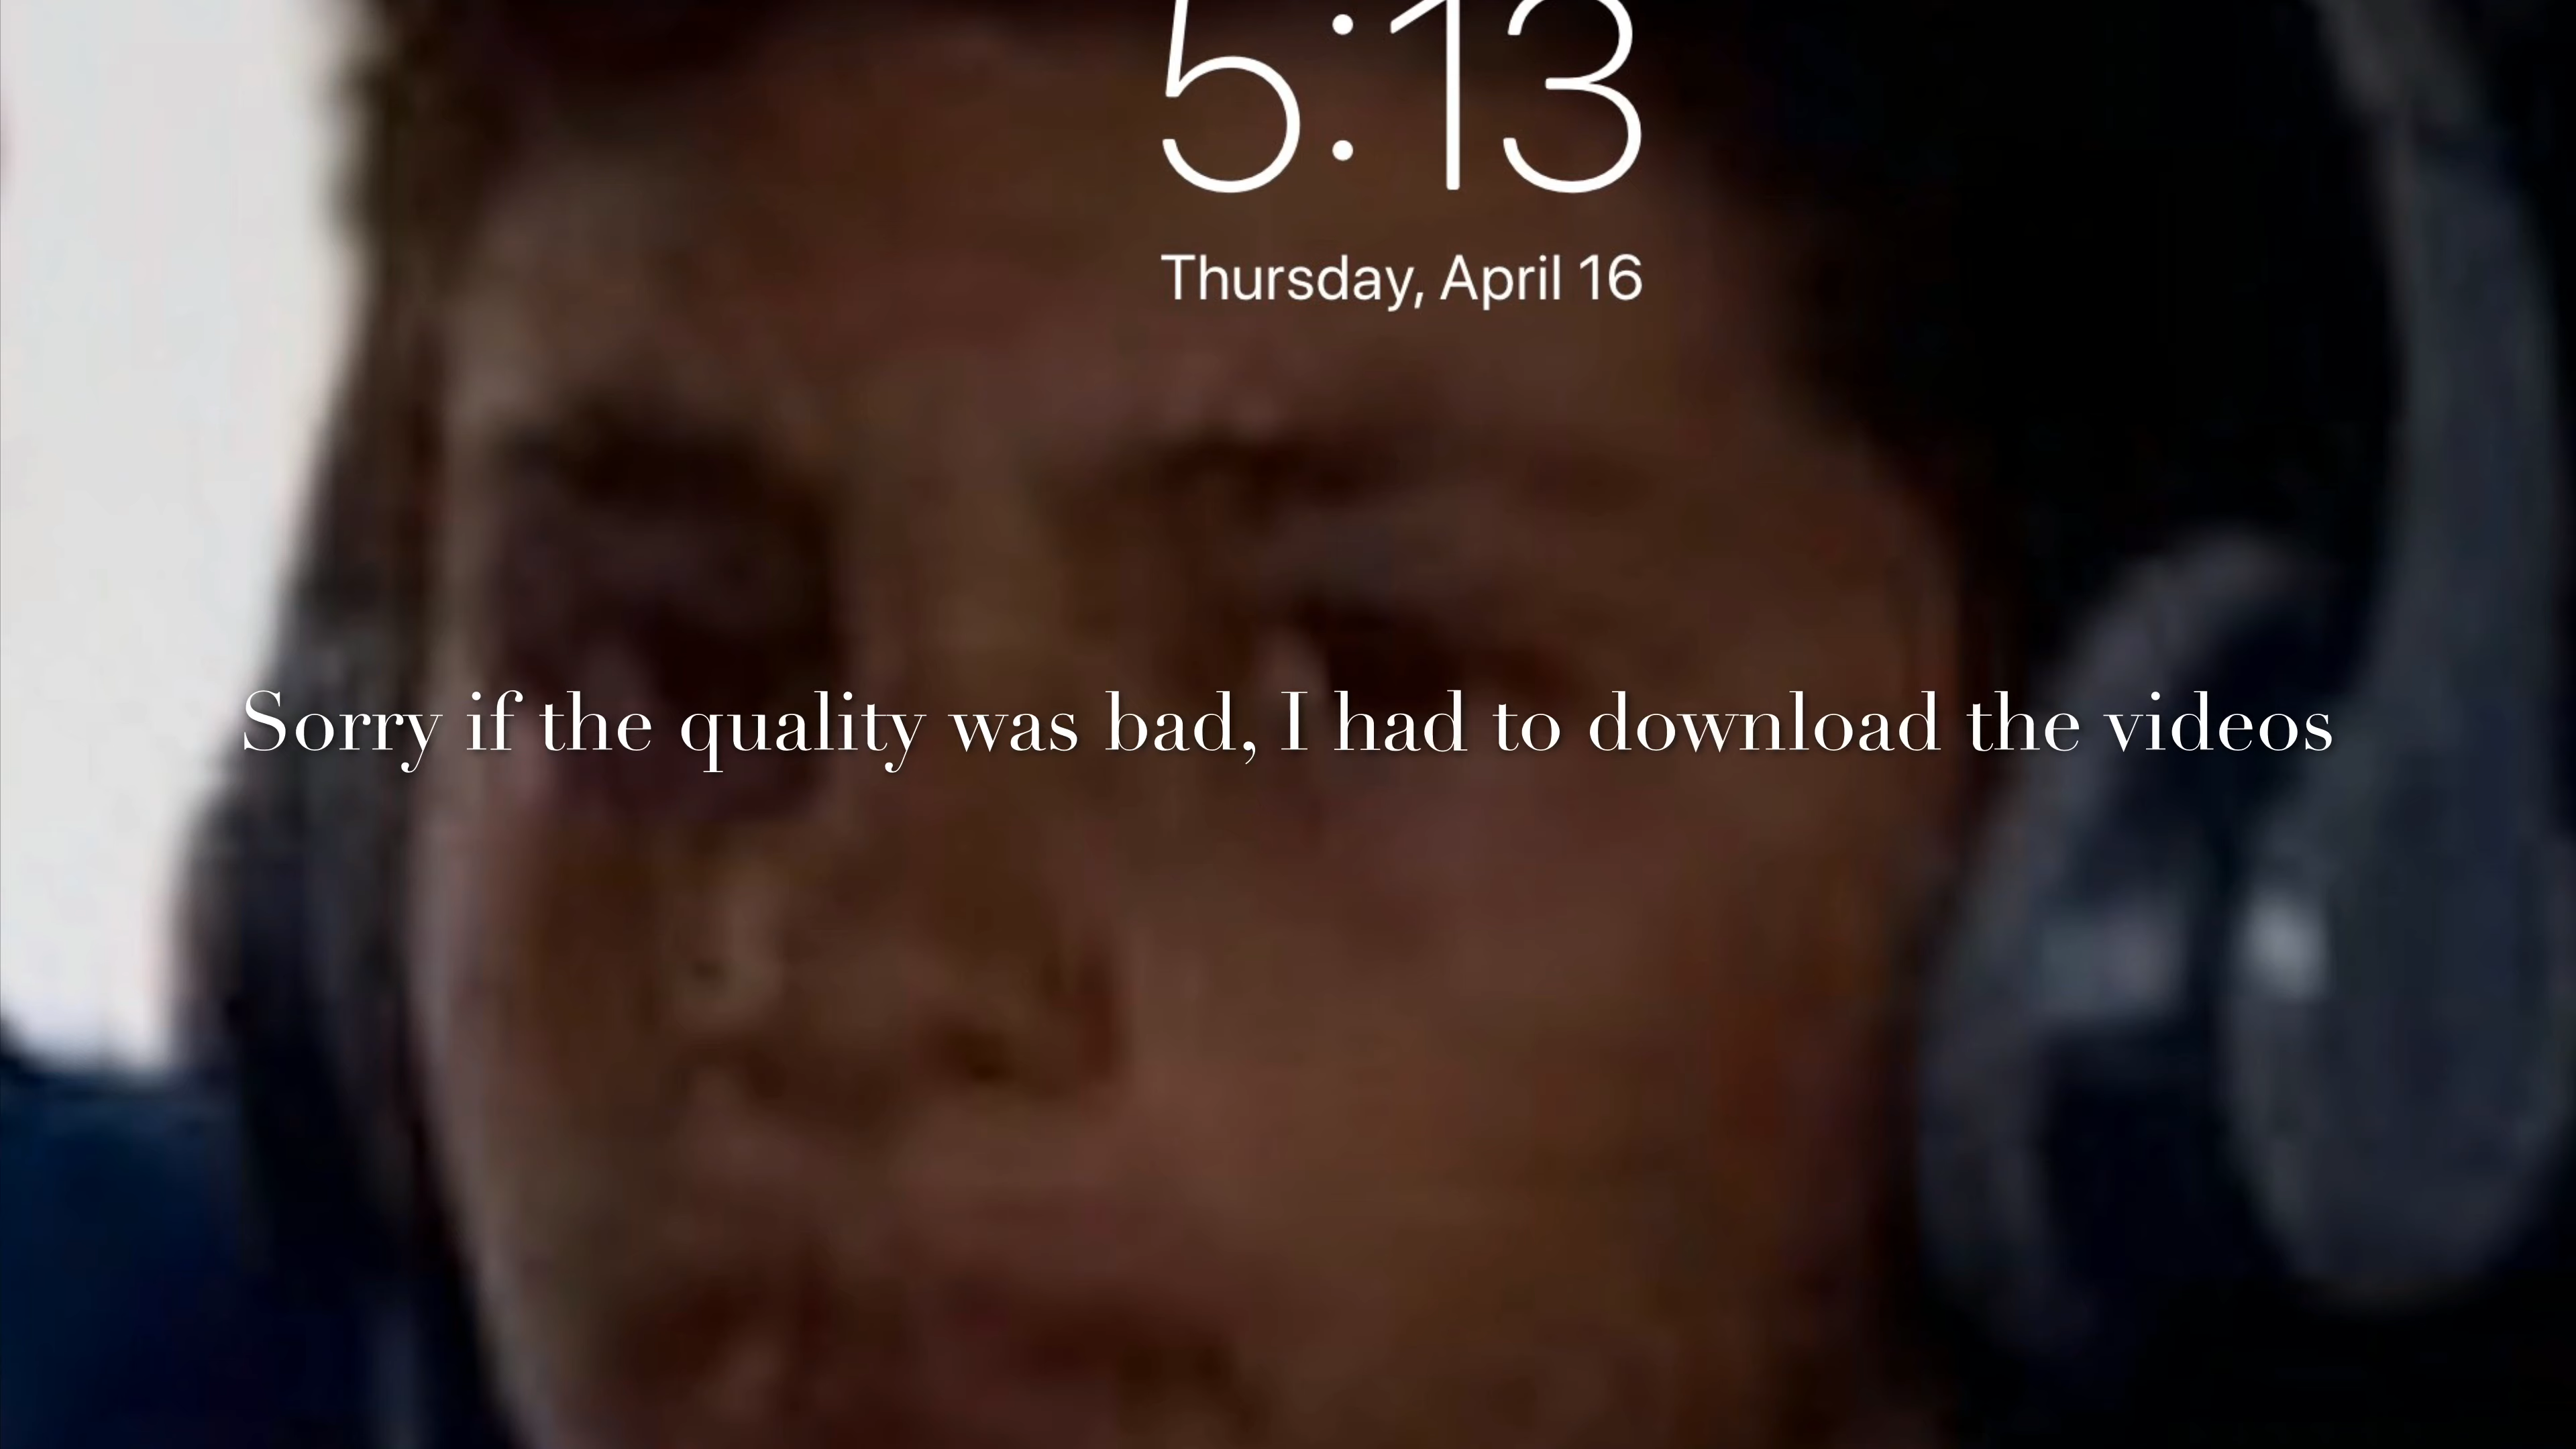 5:13
Thursday, April 16
Sorry if the quality was bad, I had to download the videos